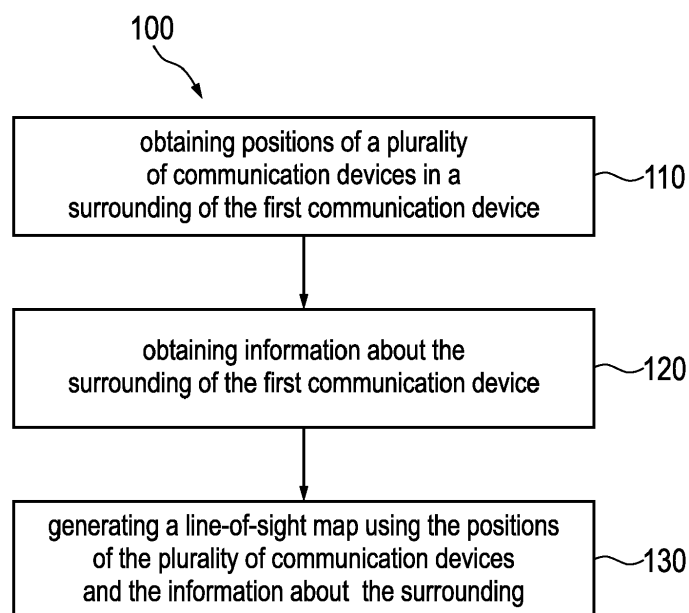 100
obtaining positions of a plurality
of communication devices in a
surrounding of the first communication device
110
obtaining information about the
surrounding of the first communication device
120
generating a line-of-sight map using the positions
of the plurality of communication devices
and the information about the surrounding
130